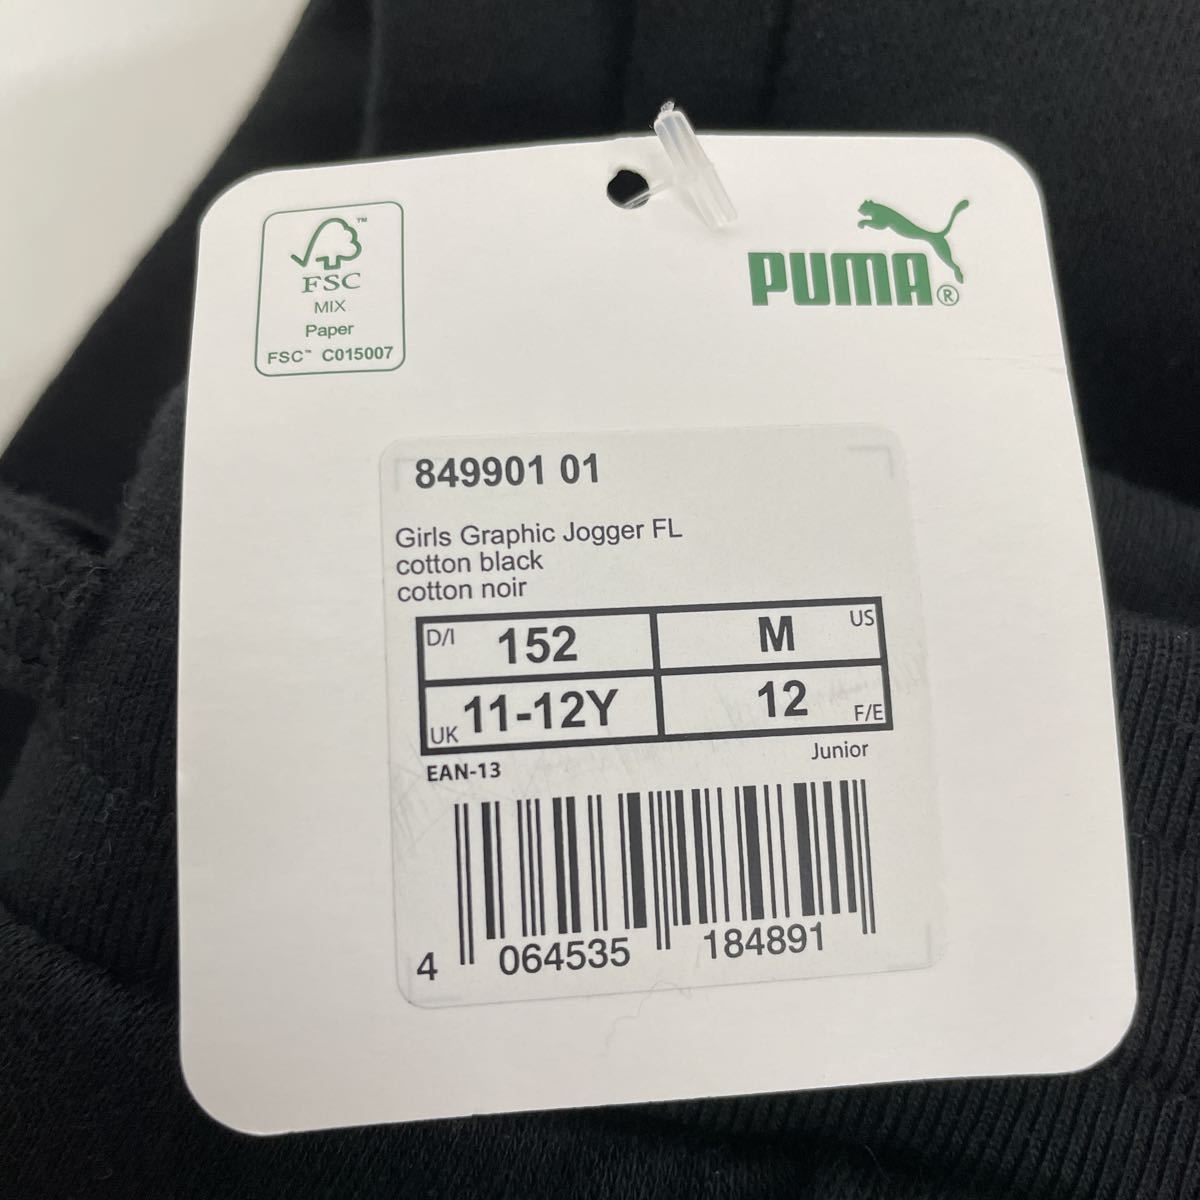 FSC™
MIX
Paper
FSC™ C015007
PUMA®
849901 01
Girls Graphic Jogger FL
cotton black
cotton noir
D/I 152 M US
UK 11-12Y 12 F/E
EAN-13 Junior
4 064535 184891